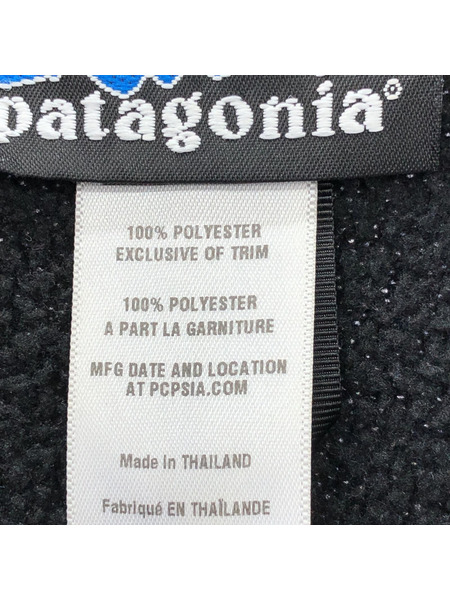 patagonia®
100% POLYESTER
EXCLUSIVE OF TRIM
100% POLYESTER
A PART LA GARNITURE
MFG DATE AND LOCATION
AT PCPSIA.COM
Made In THAILAND
Fabriqué EN THAÏLANDE